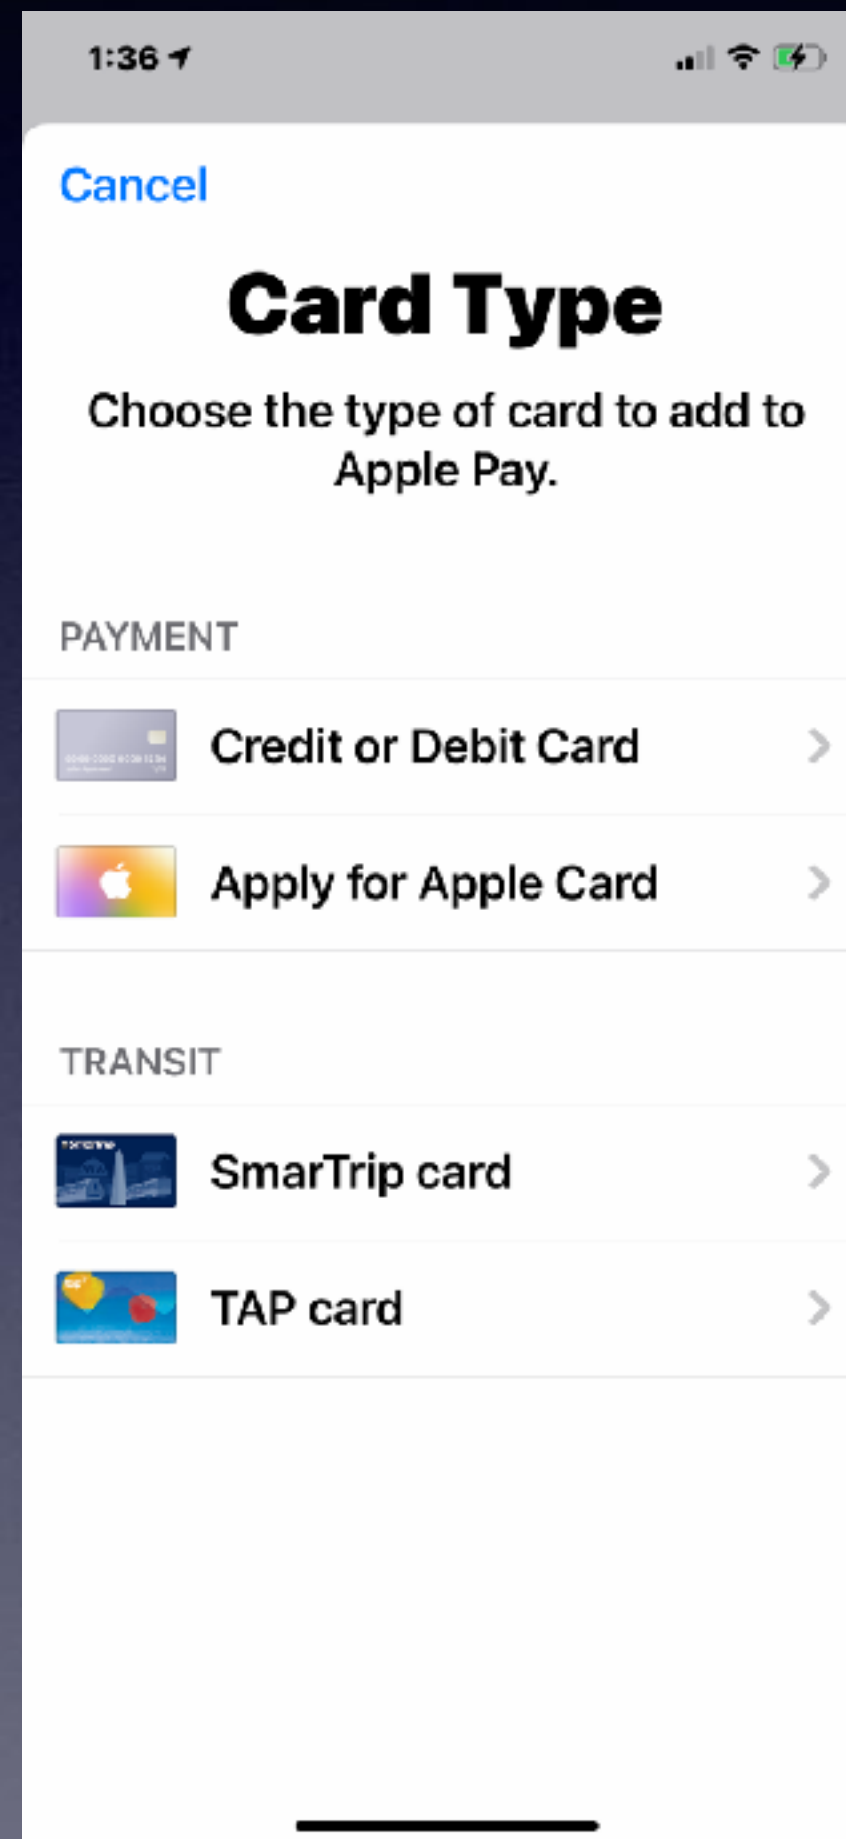 1:36
Cancel
Card Type
Choose the type of card to add to
Apple Pay.
PAYMENT
Credit or Debit Card
Apply for Apple Card
TRANSIT
SmarTrip card
TAP card